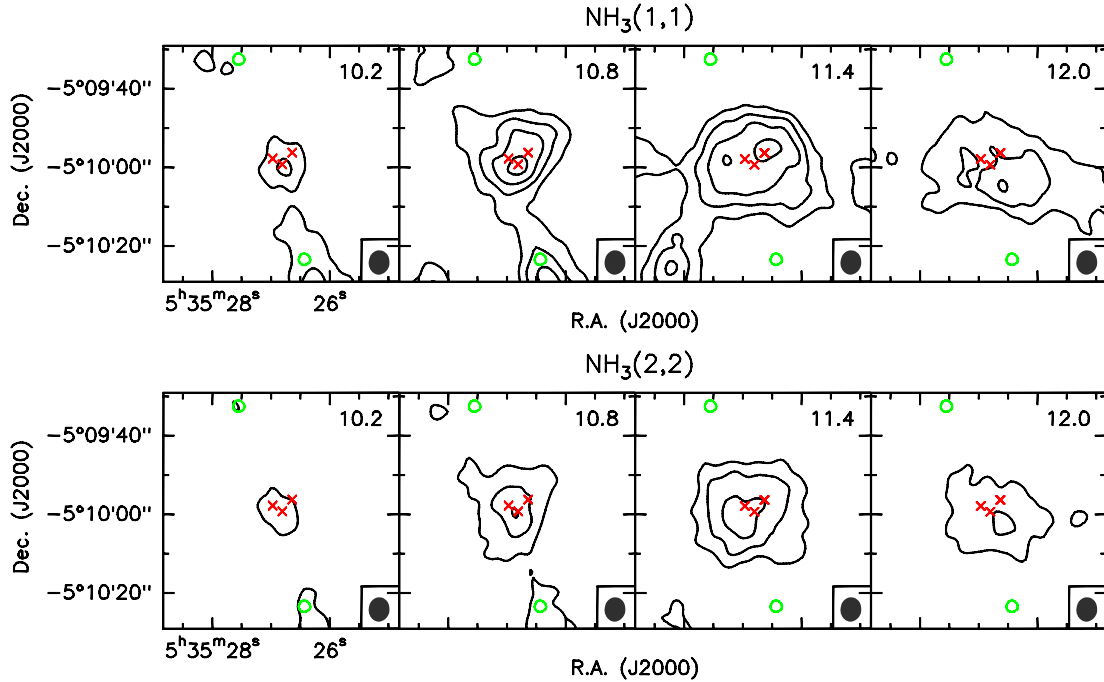 NH₃(1,1)
10.2 10.8 11.4 12.0
−5°09'40"
−5°10'00"
−5°10'20"
Dec. (J2000)
5ʰ35ᵐ28ˢ 26ˢ
R.A. (J2000)
NH₃(2,2)
10.2 10.8 11.4 12.0
−5°09'40"
−5°10'00"
−5°10'20"
Dec. (J2000)
5ʰ35ᵐ28ˢ 26ˢ
R.A. (J2000)